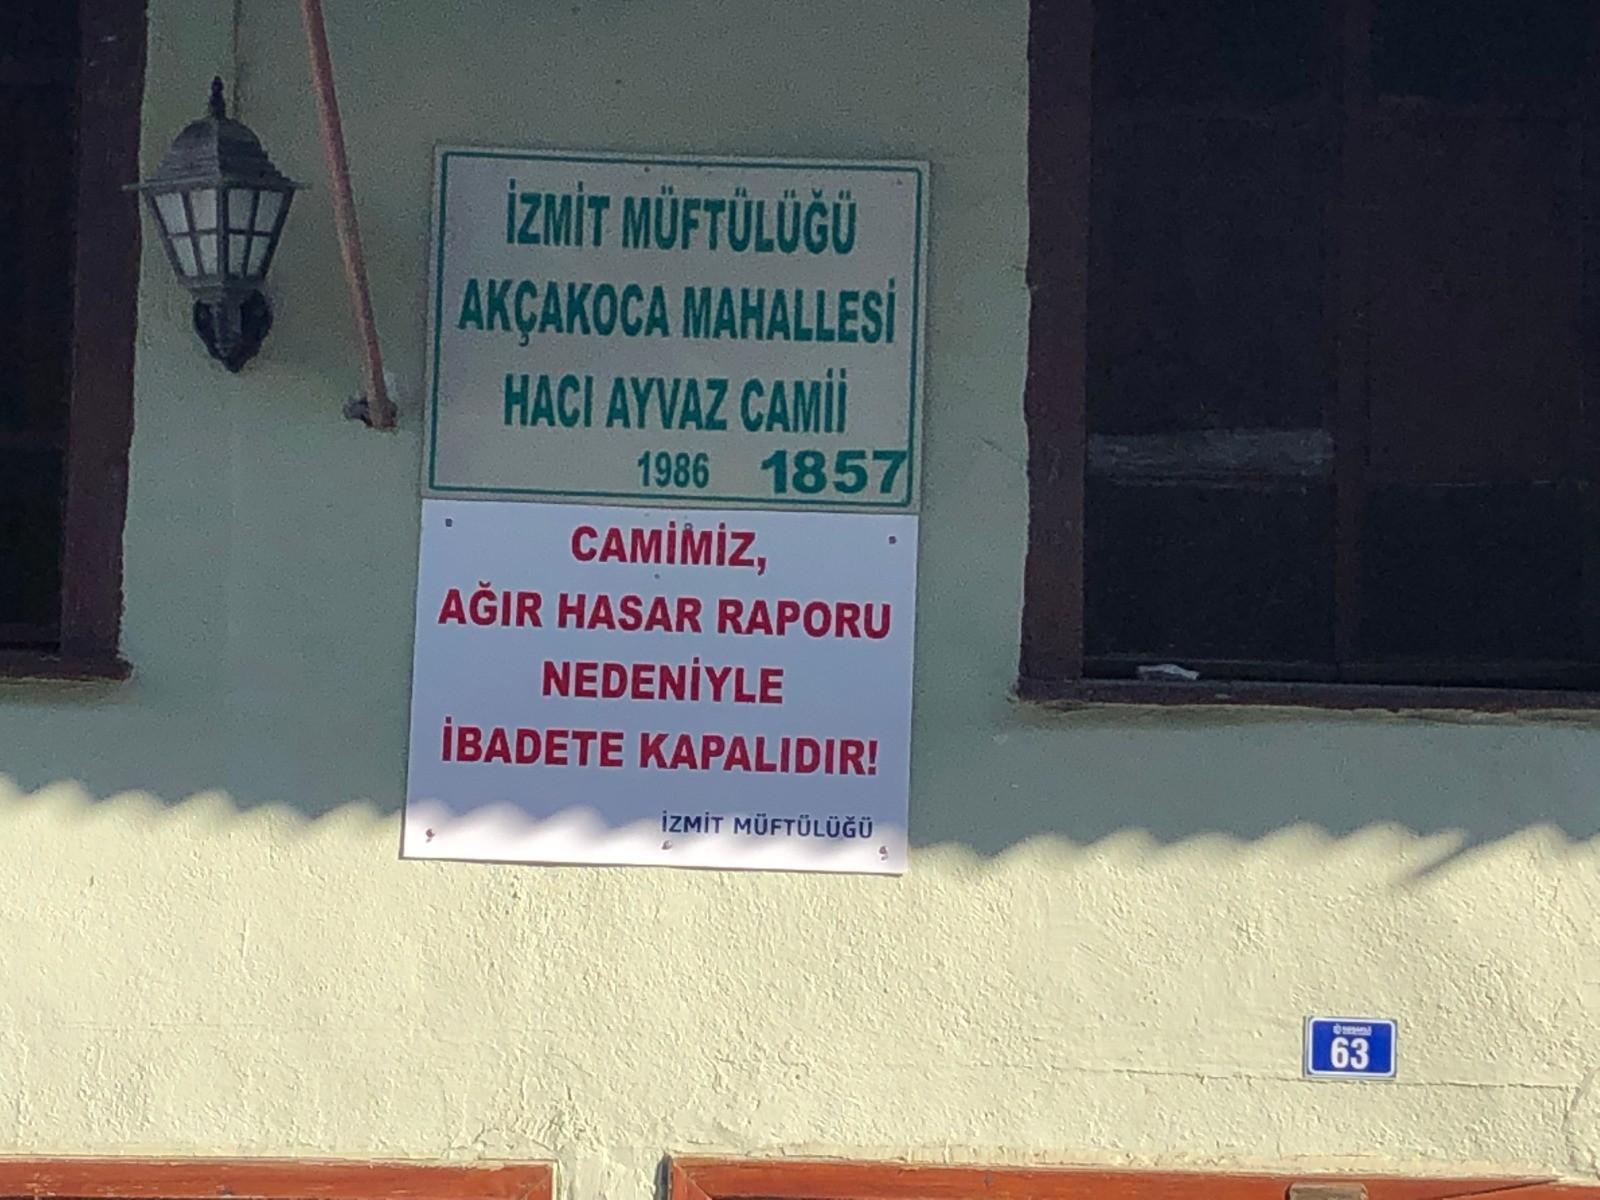 İZMİT MÜFTÜLÜĞÜ
AKÇAKOCA MAHALLESİ
HACI AYVAZ CAMİİ
1986 1857
CAMİMİZ,
AĞIR HASAR RAPORU
NEDENİYLE
İBADETE KAPALIDIR!
İZMİT MÜFTÜLÜĞÜ
63